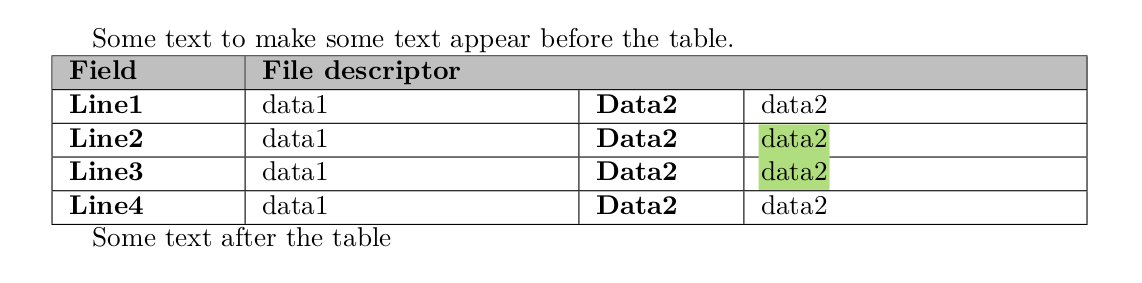 Some text to make some text appear before the table.
Field File descriptor
Line1 data1 Data2 data2
Line2 data1 Data2 data2
Line3 data1 Data2 data2
Line4 data1 Data2 data2
Some text after the table